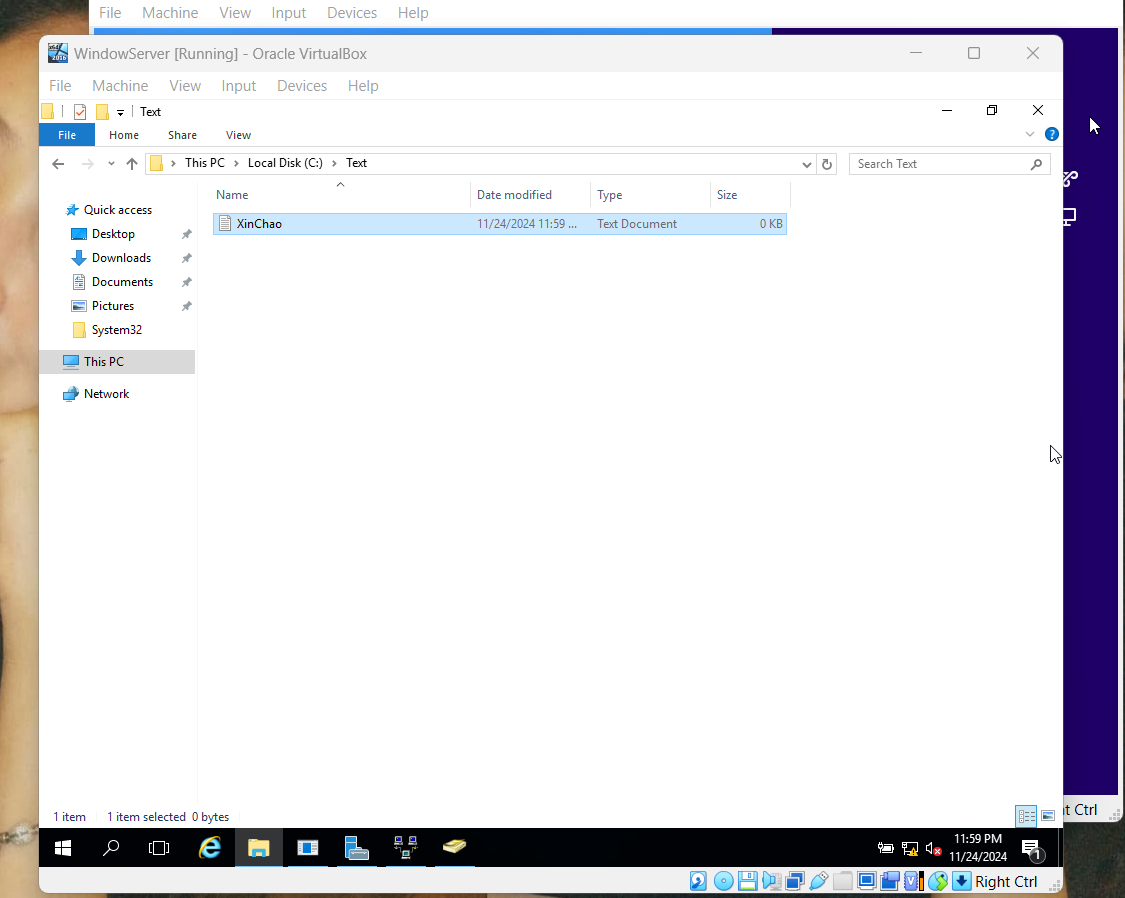 File Machine View Input Devices Help
WindowServer [Running] - Oracle VirtualBox
File Machine View Input Devices Help
Text
File Home Share View
This PC Local Disk (C:) Text
Search Text
Name Date modified Type Size
XinChao 11/24/2024 11:59 ... Text Document 0 KB
Quick access
Desktop
Downloads
Documents
Pictures
System32
This PC
Network
1 item 1 item selected 0 bytes
t Ctrl
11:59 PM
11/24/2024
1
Right Ctrl